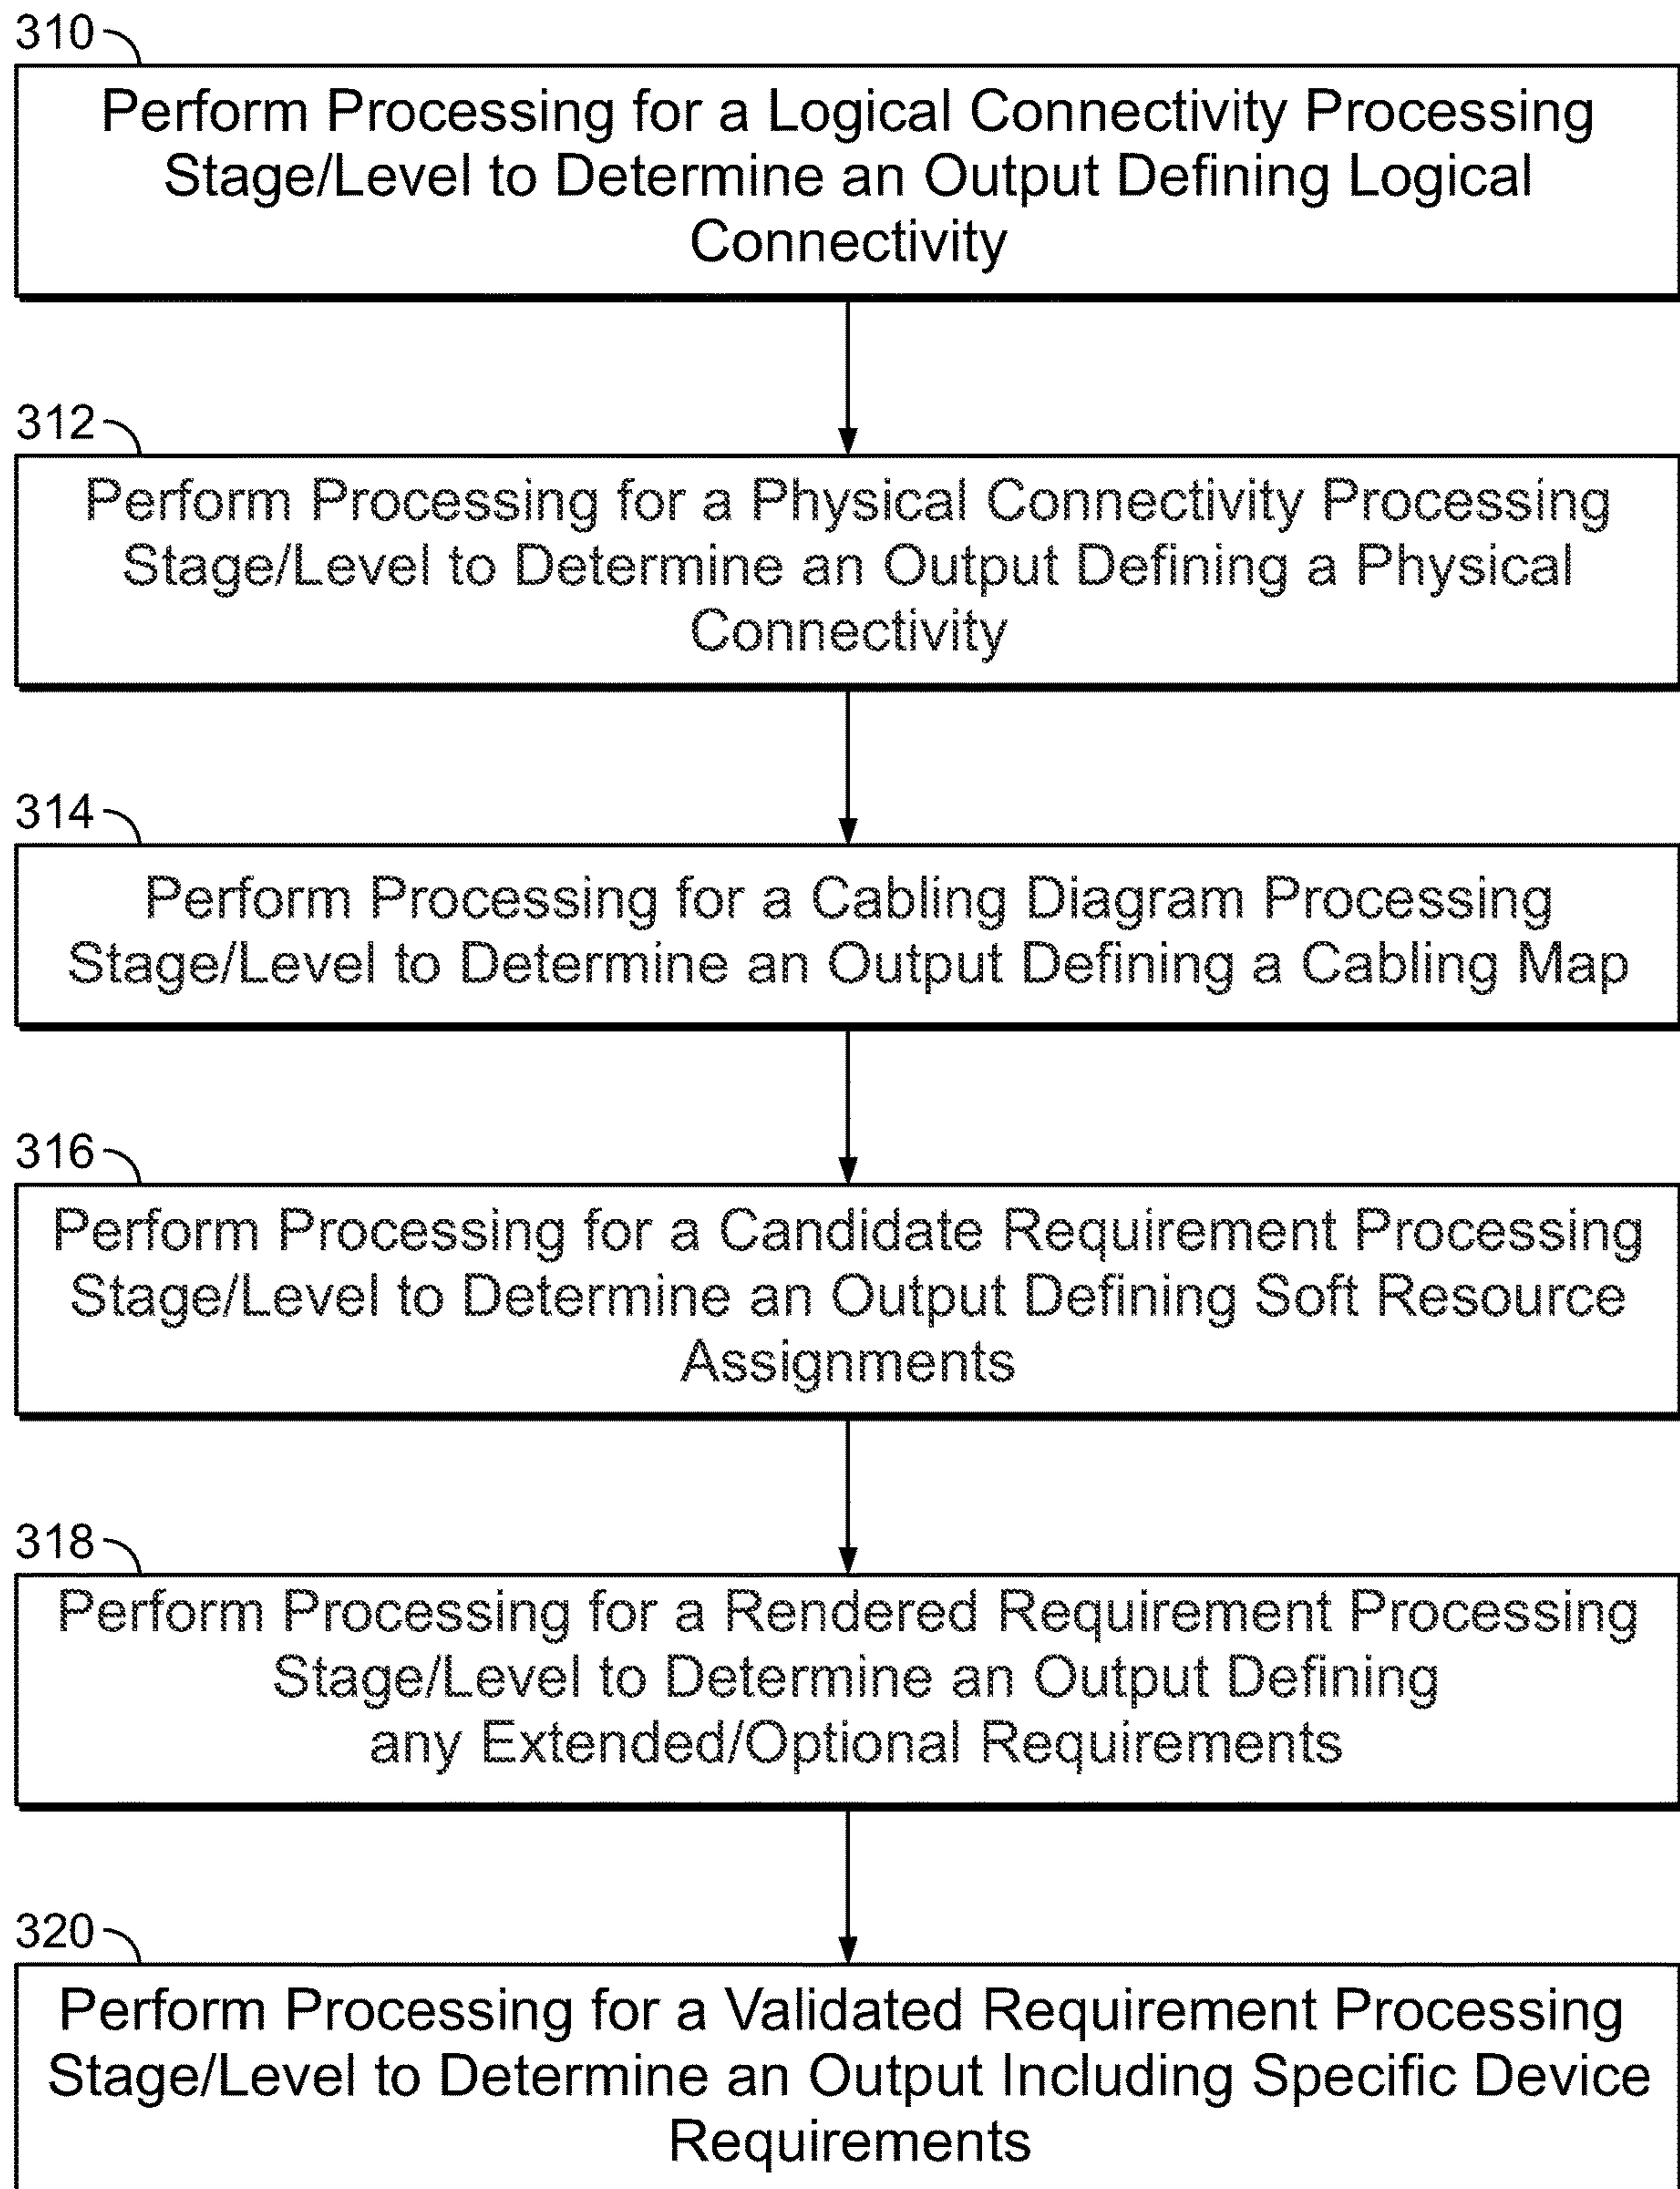 310
Perform Processing for a Logical Connectivity Processing
Stage/Level to Determine an Output Defining Logical
Connectivity
312
Perform Processing for a Physical Connectivity Processing
Stage/Level to Determine an Output Defining a Physical
Connectivity
314
Perform Processing for a Cabling Diagram Processing
Stage/Level to Determine an Output Defining a Cabling Map
316
Perform Processing for a Candidate Requirement Processing
Stage/Level to Determine an Output Defining Soft Resource
Assignments
318
Perform Processing for a Rendered Requirement Processing
Stage/Level to Determine an Output Defining
any Extended/Optional Requirements
320
Perform Processing for a Validated Requirement Processing
Stage/Level to Determine an Output Including Specific Device
Requirements